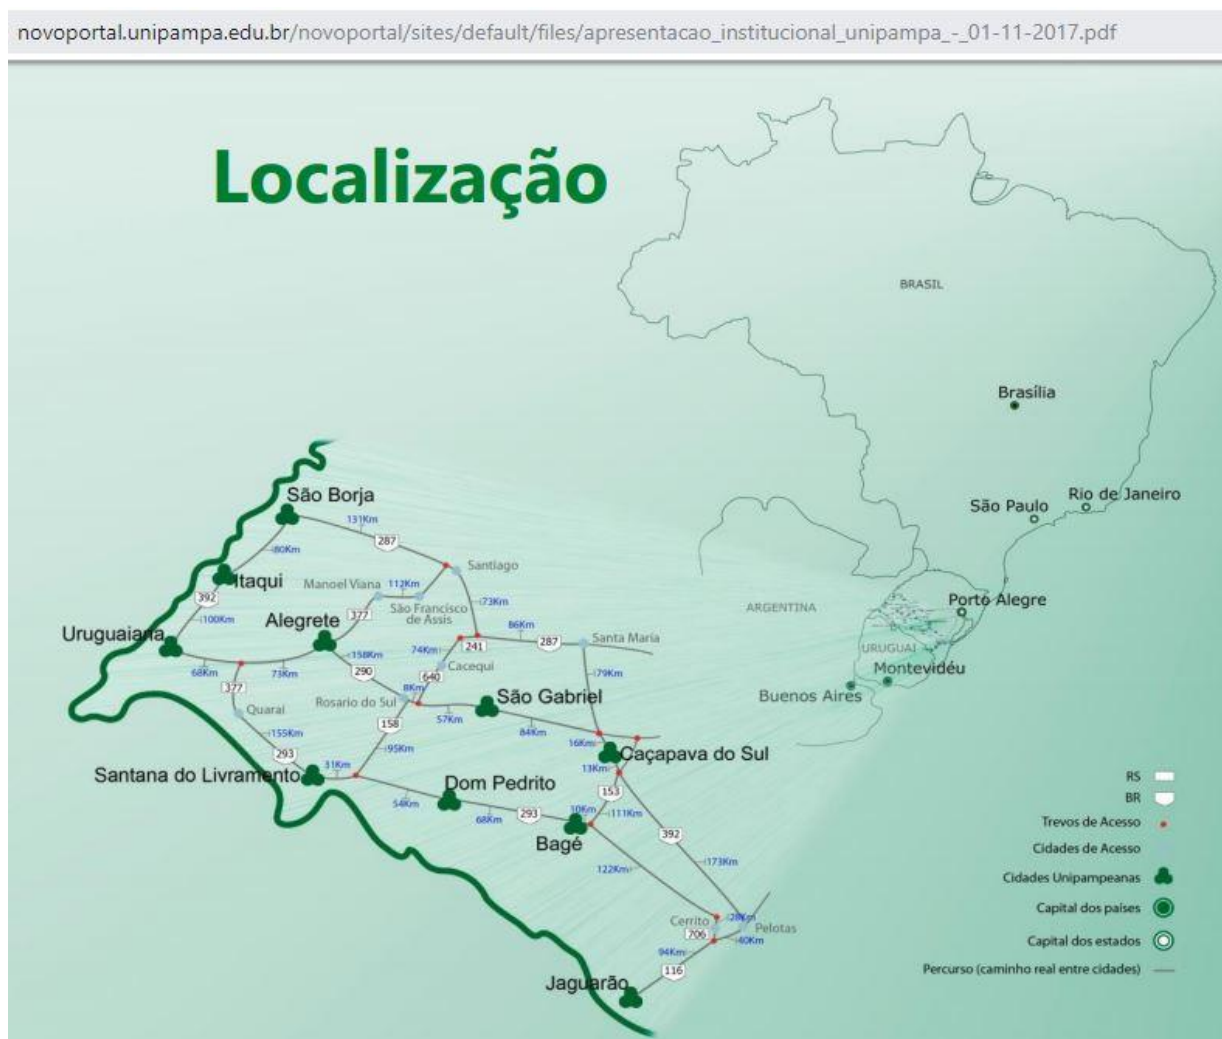 novoportal.unipampa.edu.br/novoportal/sites/default/files/apresentacao_institucional_unipampa_-_01-11-2017.pdf
Localização
BRASIL
Brasília
São Paulo
Rio de Janeiro
Porto Alegre
ARGENTINA
URUGUAI
Montevidéu
Buenos Aires
São Borja
131Km
287
80Km
Itaqui
Santiago
Manoel Viana
112Km
392
377
São Francisco
de Assis
73Km
100Km
Alegrete
86Km
Uruguaiana
241
287
Santa Maria
158Km
74Km
Cacequi
68Km
73Km
290
640
79Km
377
8Km
Rosario do Sul
São Gabriel
Quarai
57Km
158
84Km
155Km
16Km
95Km
293
Caçapava do Sul
31Km
13Km
Santana do Livramento
Dom Pedrito
153
54Km
10Km
111Km
68Km
293
Bagé
392
122Km
173Km
Cerrito
28Km
Pelotas
706
40Km
94Km
116
Jaguarão
RS
BR
Trevos de Acesso
Cidades de Acesso
Cidades Unipampeanas
Capital dos países
Capital dos estados
Percurso (caminho real entre cidades)